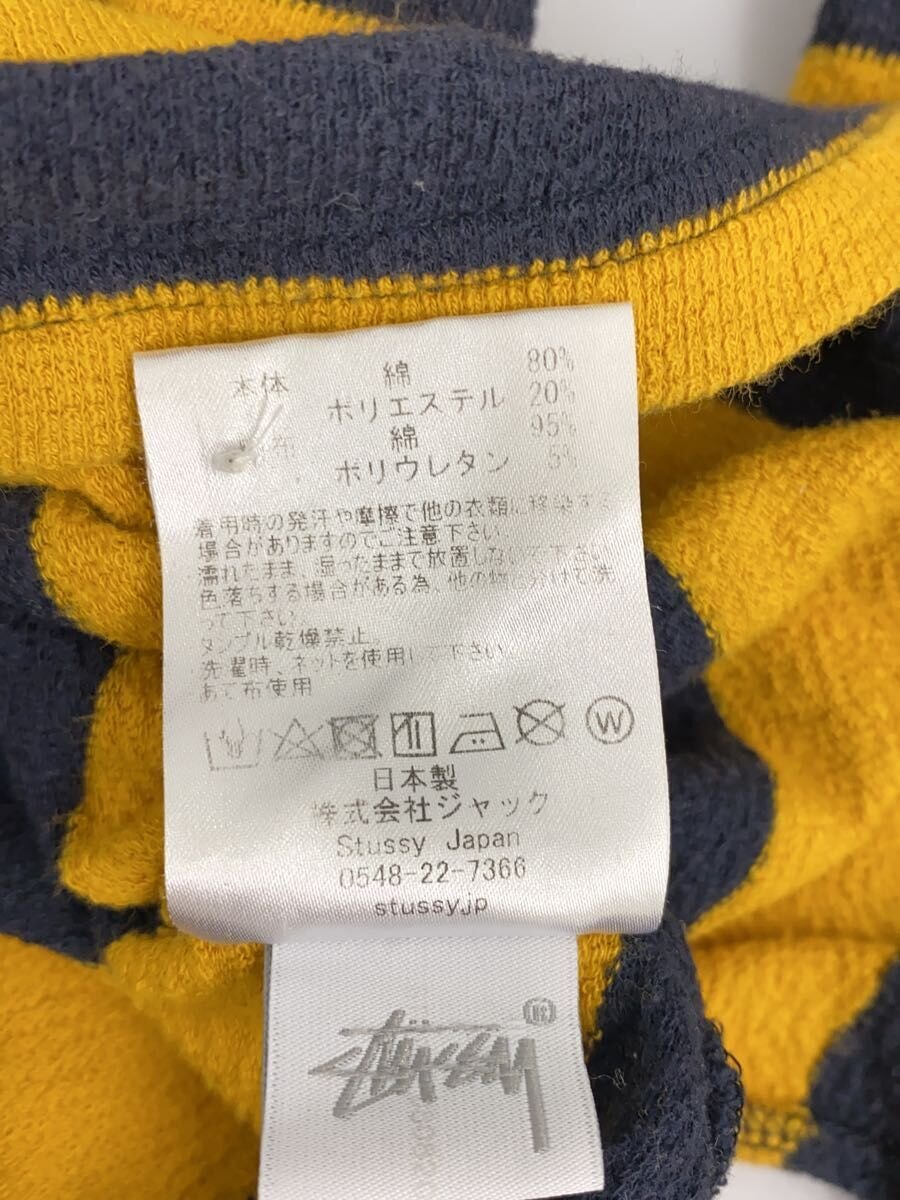 本体 綿 80%
ポリエステル 20%
布 綿 95%
ポリウレタン 5%
着用時の発汗や摩擦で他の衣類に移染する
場合がありますのでご注意下さい
濡れたまま、湿ったままで放置しないで下さい
色落ちする場合がある為、他の物と分けて洗
って下さい。
タンブル乾燥禁止。
洗濯時、ネットを使用して下さい
あて布使用
W
日本製
株式会社ジャック
Stussy Japan
0548-22-7366
stussy.jp
Stüssy